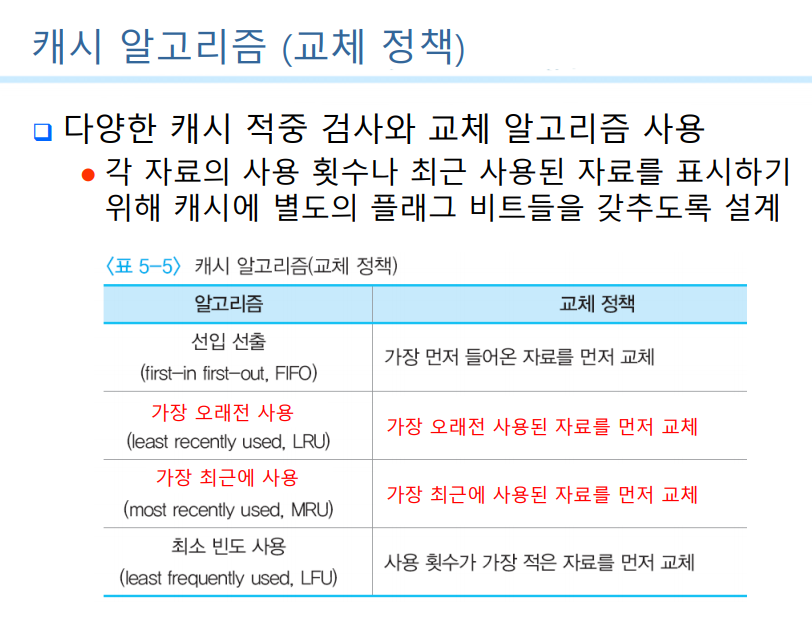 캐시 알고리즘 (교체 정책)
다양한 캐시 적중 검사와 교체 알고리즘 사용
각 자료의 사용 횟수나 최근 사용된 자료를 표시하기
위해 캐시에 별도의 플래그 비트들을 갖추도록 설계
〈표 5-5〉 캐시 알고리즘(교체 정책)
알고리즘 교체 정책
선입 선출
(first-in first-out, FIFO)
가장 먼저 들어온 자료를 먼저 교체
가장 오래전 사용
(least recently used, LRU)
가장 오래전 사용된 자료를 먼저 교체
가장 최근에 사용
(most recently used, MRU)
가장 최근에 사용된 자료를 먼저 교체
최소 빈도 사용
(least frequently used, LFU)
사용 횟수가 가장 적은 자료를 먼저 교체